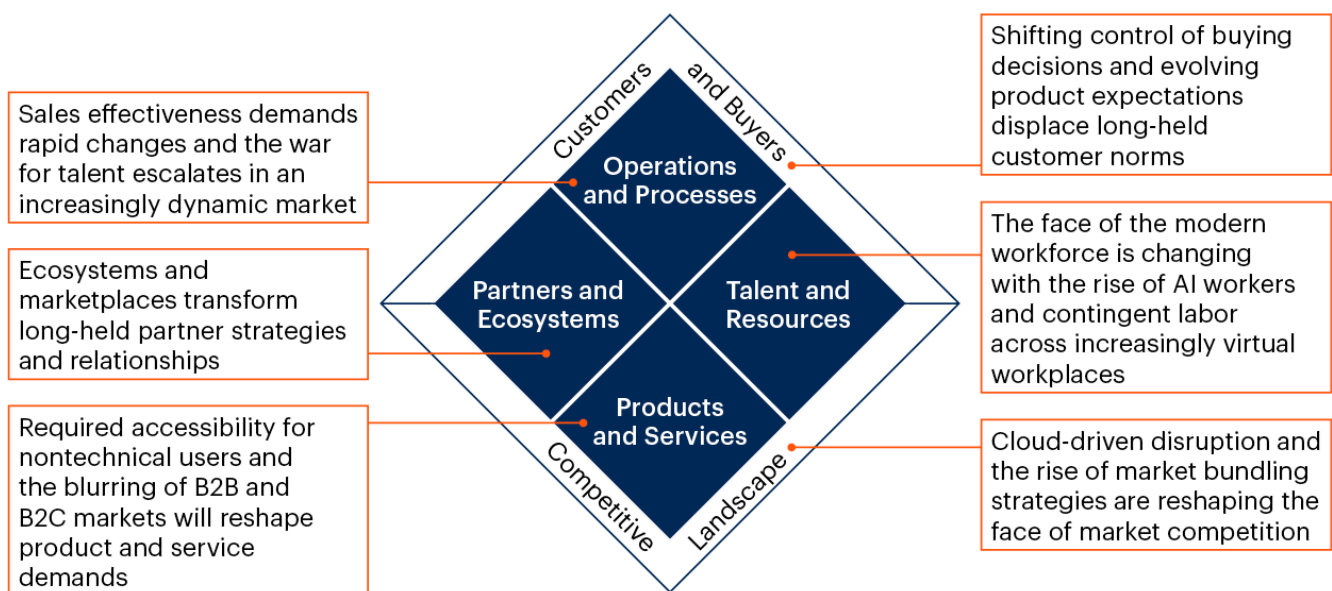 Sales effectiveness demands
rapid changes and the war
for talent escalates in an
increasingly dynamic market
Ecosystems and
marketplaces transform
long-held partner strategies
and relationships
Required accessibility for
nontechnical users and
the blurring of B2B and
B2C markets will reshape
product and service
demands
Customers
and Buyers
Operations
and Processes
Partners and
Ecosystems
Talent and
Resources
Products
and Services
Competitive
Landscape
Shifting control of buying
decisions and evolving
product expectations
displace long-held
customer norms
The face of the modern
workforce is changing
with the rise of AI workers
and contingent labor
across increasingly virtual
workplaces
Cloud-driven disruption and
the rise of market bundling
strategies are reshaping the
face of market competition